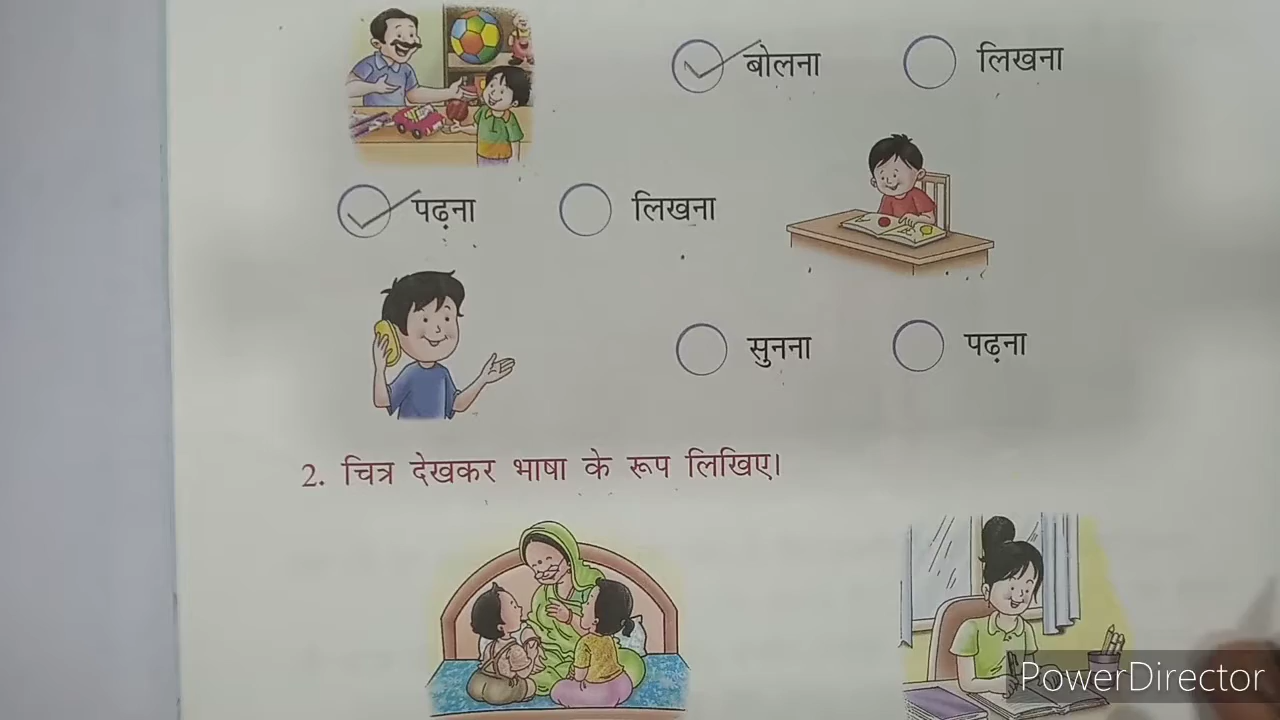 बोलना लिखना
पढ़ना लिखना
सुनना पढ़ना
2. चित्र देखकर भाषा के रूप लिखिए।
PowerDirector